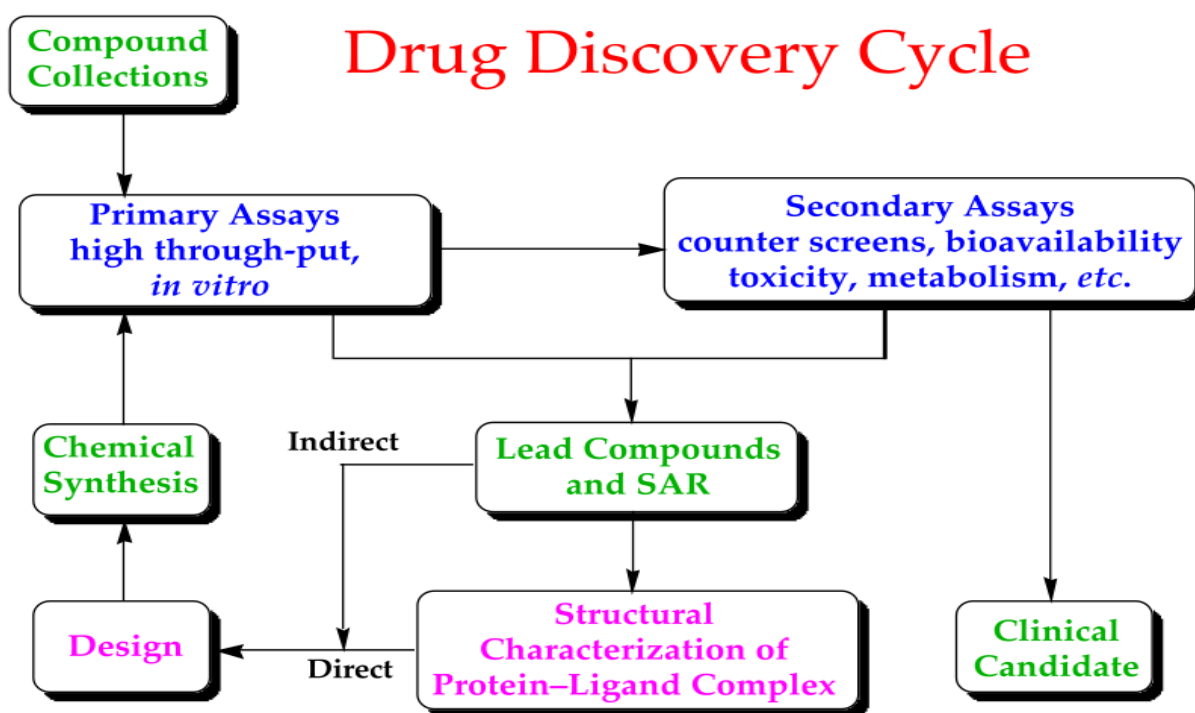 Compound
Collections
Drug Discovery Cycle
Primary Assays
high through-put,
in vitro
Secondary Assays
counter screens, bioavailability
toxicity, metabolism, etc.
Chemical
Synthesis
Indirect
Lead Compounds
and SAR
Design
Direct
Structural
Characterization of
Protein–Ligand Complex
Clinical
Candidate